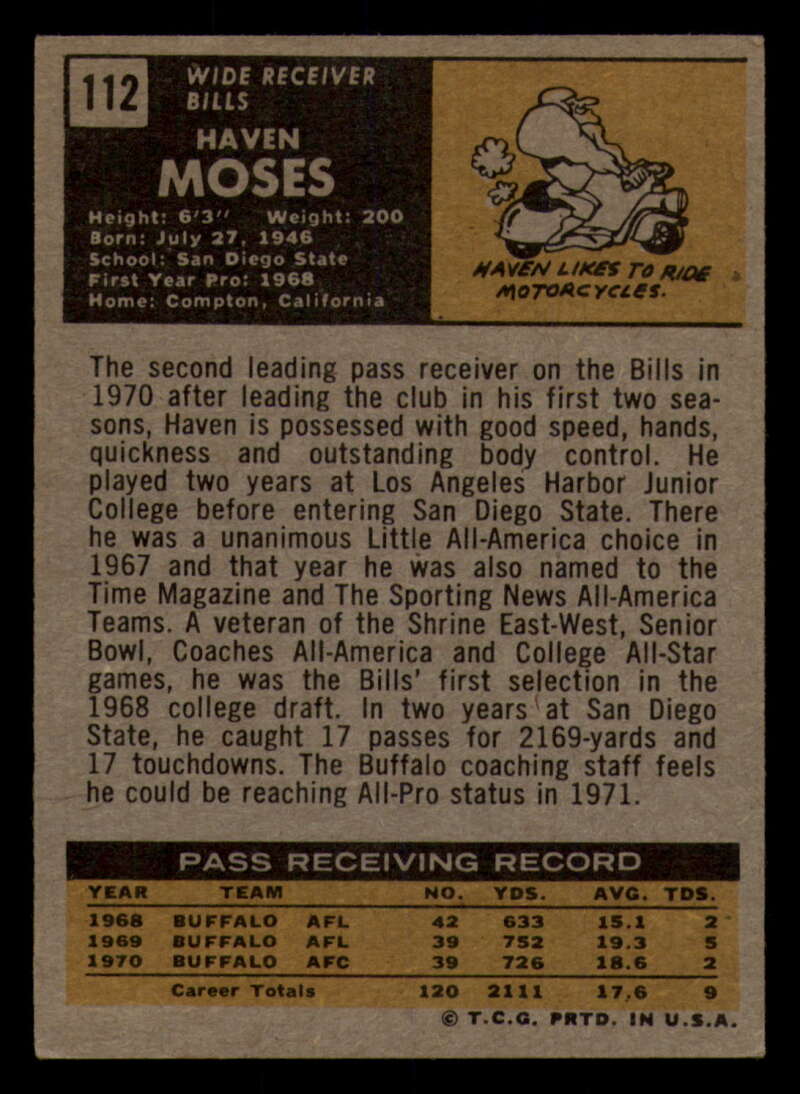 112
WIDE RECEIVER
BILLS
HAVEN
MOSES
Height: 6'3" Weight: 200
Born: July 27, 1946
School: San Diego State
First Year Pro: 1968
Home: Compton, California
HAVEN LIKES TO RIDE
MOTORCYCLES.
The second leading pass receiver on the Bills in
1970 after leading the club in his first two sea-
sons, Haven is possessed with good speed, hands,
quickness and outstanding body control. He
played two years at Los Angeles Harbor Junior
College before entering San Diego State. There
he was a unanimous Little All-America choice in
1967 and that year he was also named to the
Time Magazine and The Sporting News All-America
Teams. A veteran of the Shrine East-West, Senior
Bowl, Coaches All-America and College All-Star
games, he was the Bills' first selection in the
1968 college draft. In two years at San Diego
State, he caught 17 passes for 2169-yards and
17 touchdowns. The Buffalo coaching staff feels
he could be reaching All-Pro status in 1971.
PASS RECEIVING RECORD
YEAR TEAM NO. YDS. AVG. TDS.
1968 BUFFALO AFL 42 633 15.1 2
1969 BUFFALO AFL 39 752 19.3 5
1970 BUFFALO AFC 39 726 18.6 2
Career Totals 120 2111 17.6 9
© T.C.G. PRTD. IN U.S.A.